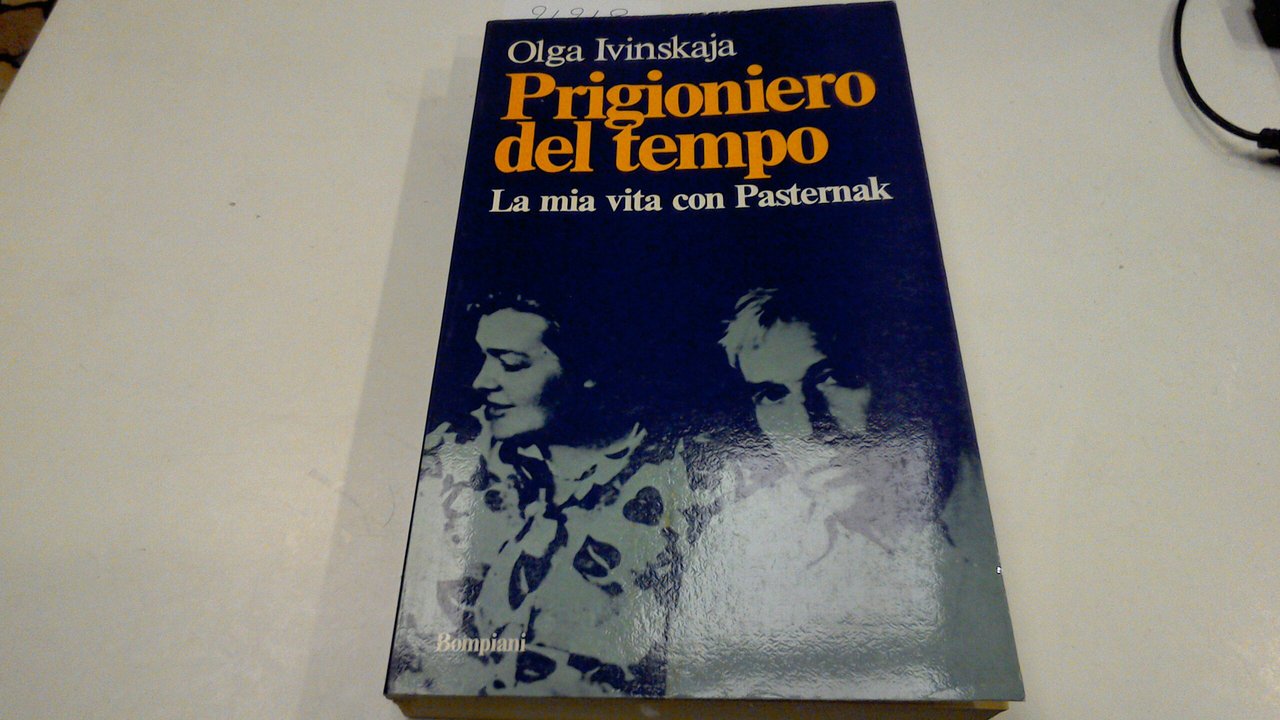 Olga Ivinskaja
Prigioniero
del tempo
La mia vita con Pasternak
Bompiani